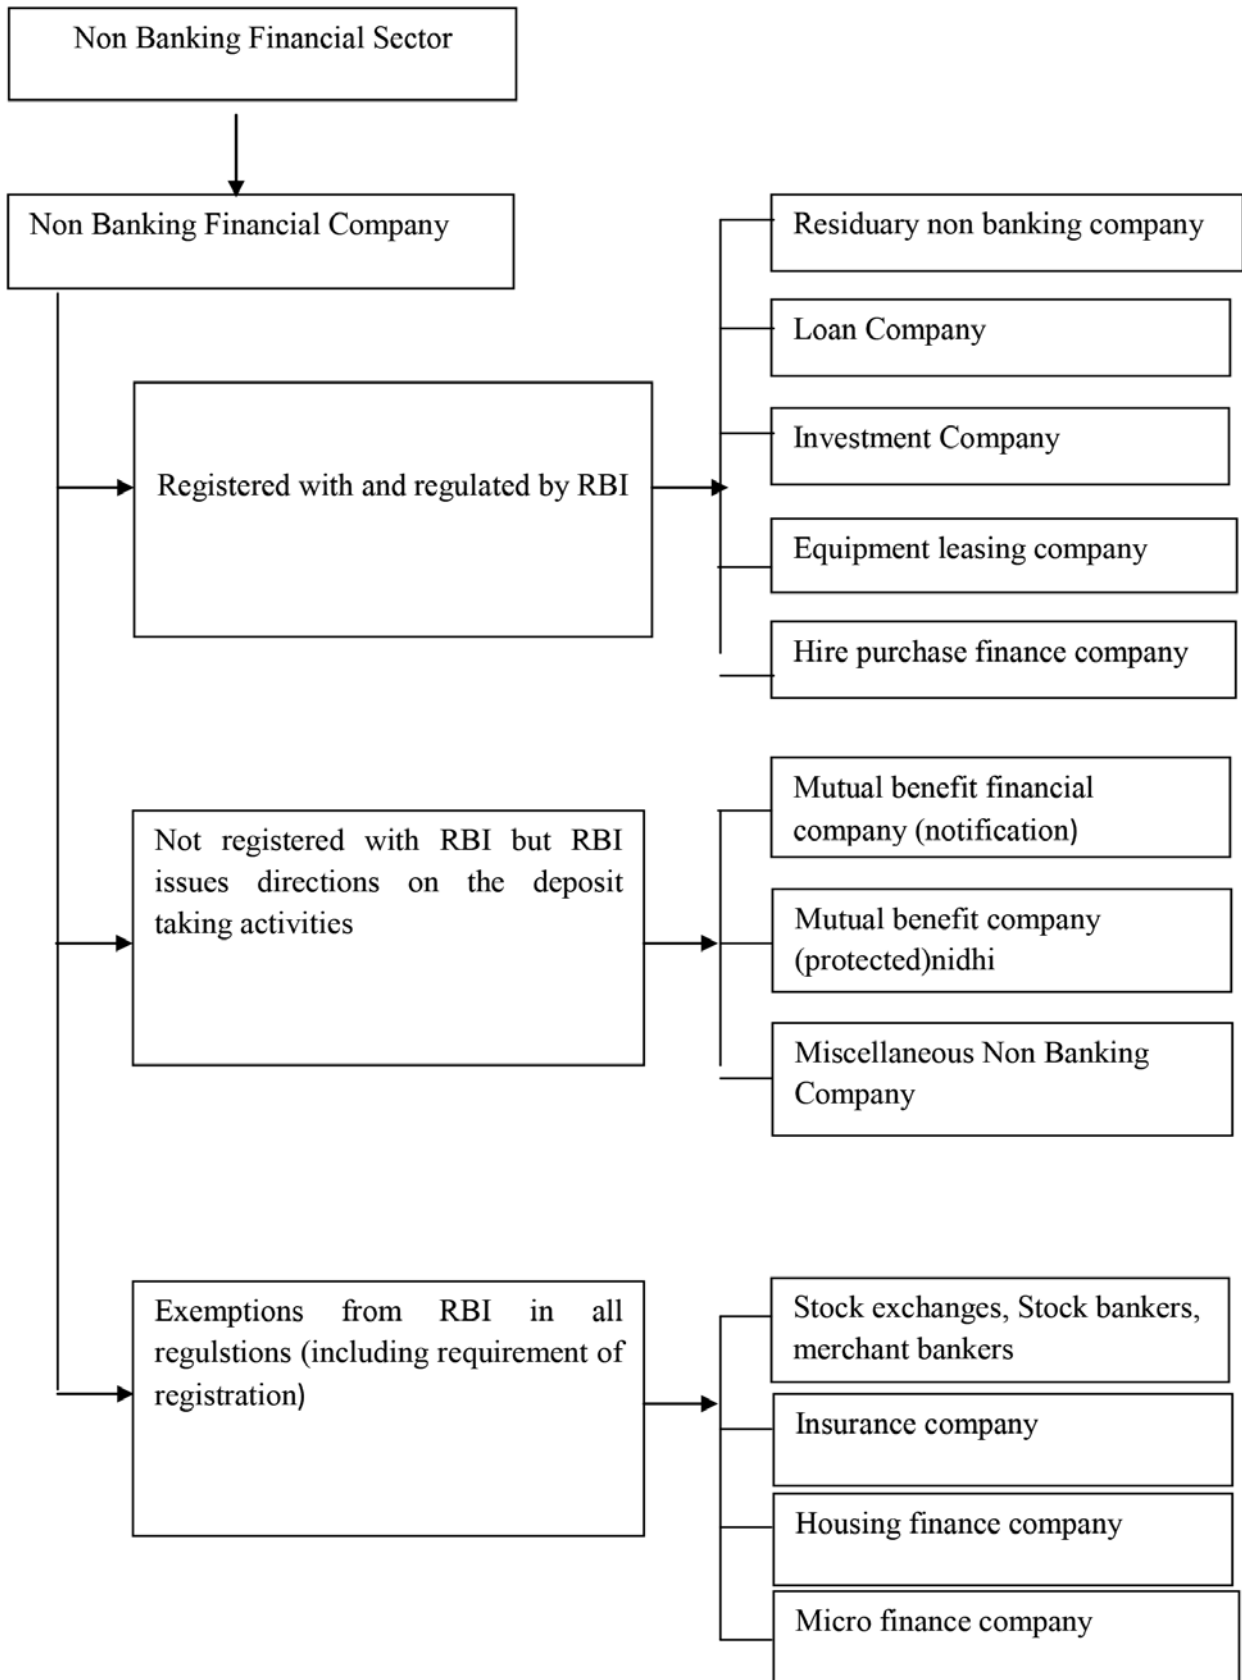 Non Banking Financial Sector
Non Banking Financial Company
Registered with and regulated by RBI
Residuary non banking company
Loan Company
Investment Company
Equipment leasing company
Hire purchase finance company
Not registered with RBI but RBI
issues directions on the deposit
taking activities
Mutual benefit financial
company (notification)
Mutual benefit company
(protected)nidhi
Miscellaneous Non Banking
Company
Exemptions from RBI in all
regulstions (including requirement of
registration)
Stock exchanges, Stock bankers,
merchant bankers
Insurance company
Housing finance company
Micro finance company